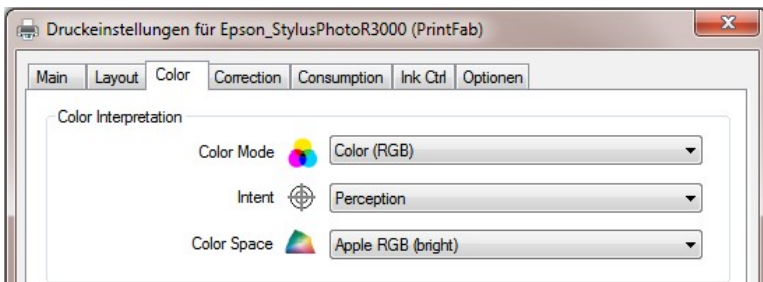 Druckeinstellungen für Epson_StylusPhotoR3000 (PrintFab)
Main Layout Color Correction Consumption Ink Ctrl Optionen
Color Interpretation
Color Mode Color (RGB)
Intent Perception
Color Space Apple RGB (bright)